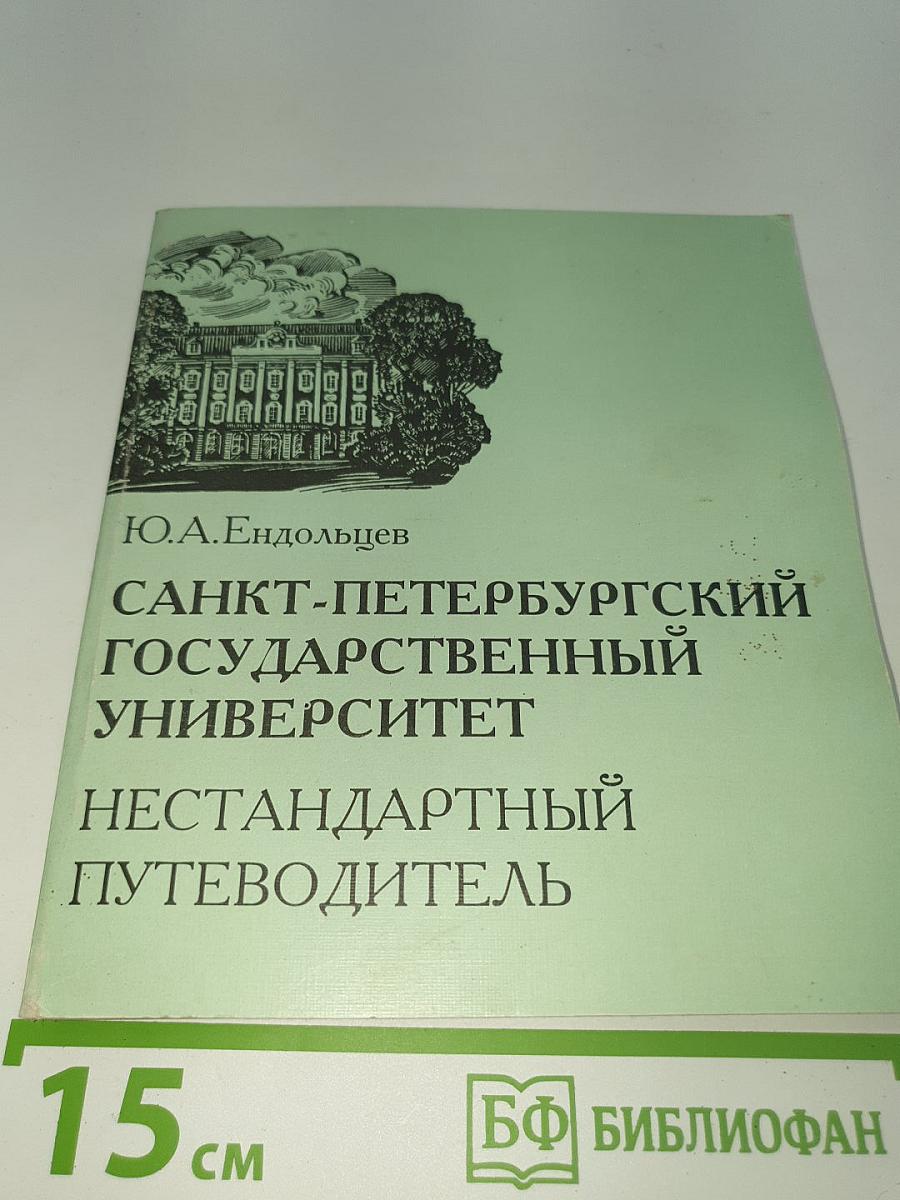 Ю.А.Ендольцев
САНКТ-ПЕТЕРБУРГСКИЙ
ГОСУДАРСТВЕННЫЙ
УНИВЕРСИТЕТ
НЕСТАНДАРТНЫЙ
ПУТЕВОДИТЕЛЬ
15 см
БФ БИБЛИОФАН